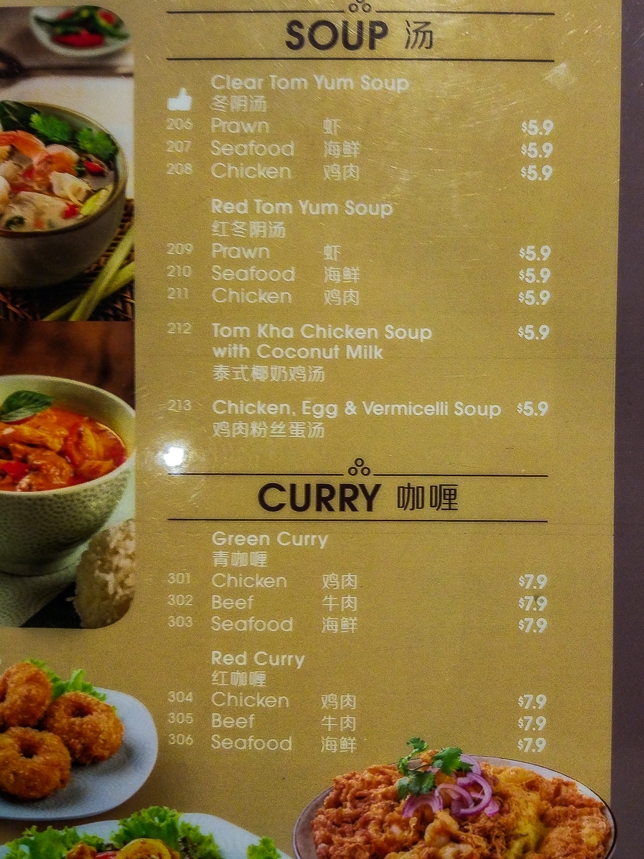 SOUP 汤
Clear Tom Yum Soup
冬阴汤
206 Prawn 虾 $5.9
207 Seafood 海鲜 $5.9
208 Chicken 鸡肉 $5.9
Red Tom Yum Soup
红冬阴汤
209 Prawn 虾 $5.9
210 Seafood 海鲜 $5.9
211 Chicken 鸡肉 $5.9
212 Tom Kha Chicken Soup $5.9
with Coconut Milk
泰式椰奶鸡汤
213 Chicken, Egg & Vermicelli Soup $5.9
鸡肉粉丝蛋汤
CURRY 咖喱
Green Curry
青咖喱
301 Chicken 鸡肉 $7.9
302 Beef 牛肉 $7.9
303 Seafood 海鲜 $7.9
Red Curry
红咖喱
304 Chicken 鸡肉 $7.9
305 Beef 牛肉 $7.9
306 Seafood 海鲜 $7.9